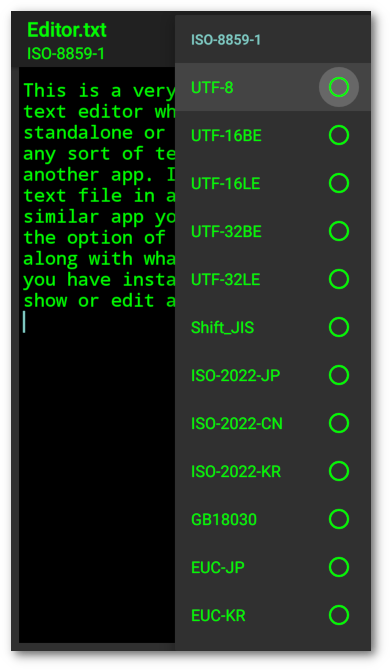 Editor.txt
ISO-8859-1
This is a very
text editor wh
standalone or
any sort of te
another app. I
text file in a
similar app yo
the option of
along with wha
you have insta
show or edit a
ISO-8859-1
UTF-8
UTF-16BE
UTF-16LE
UTF-32BE
UTF-32LE
Shift_JIS
ISO-2022-JP
ISO-2022-CN
ISO-2022-KR
GB18030
EUC-JP
EUC-KR